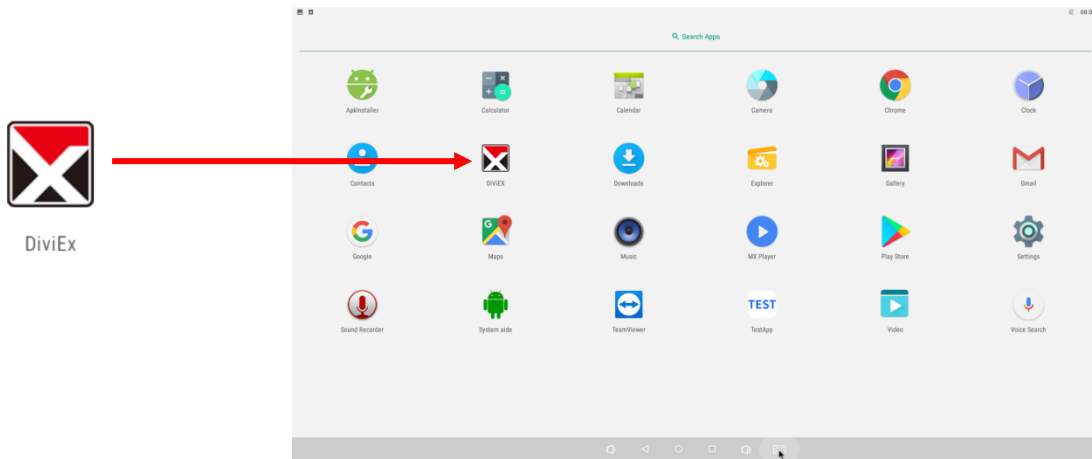 DiviEx
Search Apps
ApkInstaller
Calculator
Calendar
Camera
Chrome
Clock
Contacts
DIVIEX
Downloads
Explorer
Gallery
Gmail
Google
Maps
Music
MX Player
Play Store
Settings
Sound Recorder
System aide
TeamViewer
TEST
TestApp
Video
Voice Search